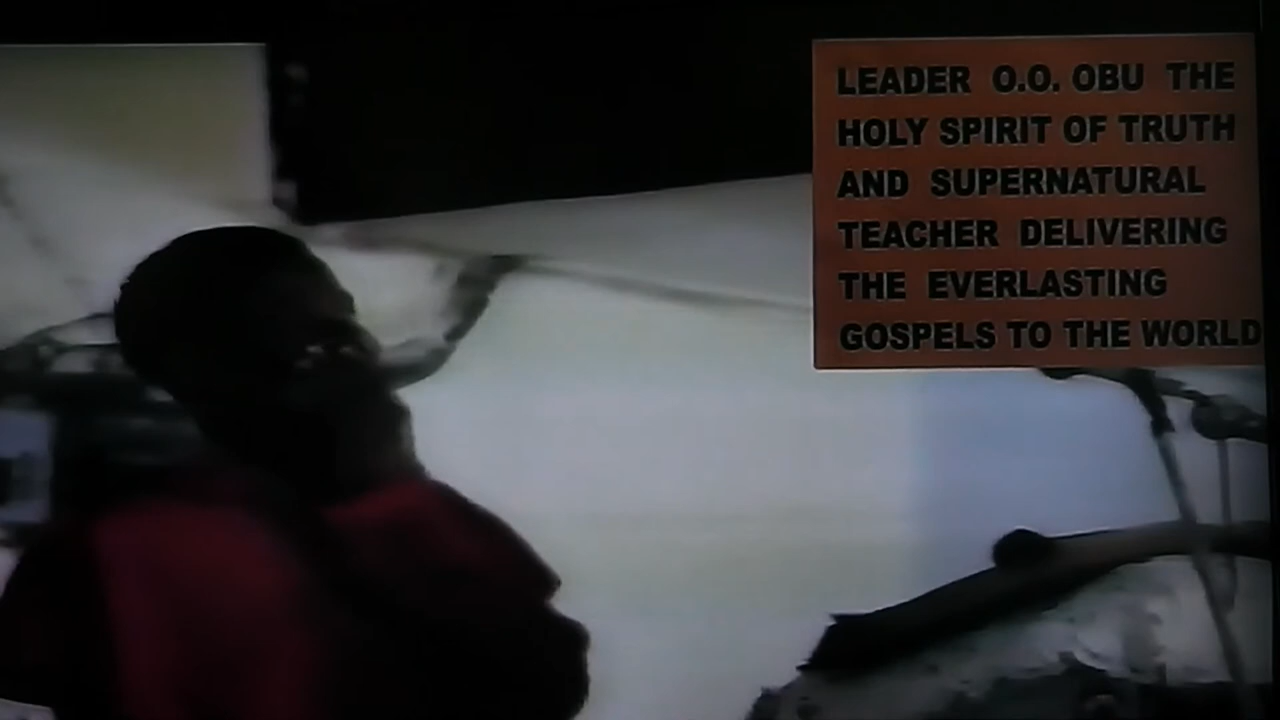 LEADER O.O. OBU THE
HOLY SPIRIT OF TRUTH
AND SUPERNATURAL
TEACHER DELIVERING
THE EVERLASTING
GOSPELS TO THE WORLD